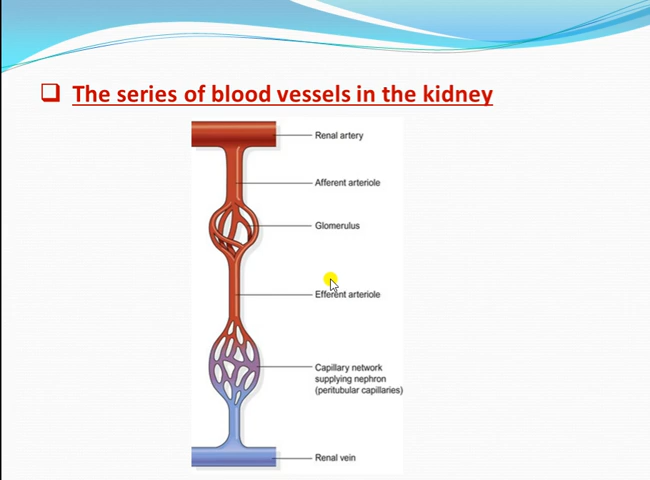 The series of blood vessels in the kidney
Renal artery
Afferent arteriole
Glomerulus
Efferent arteriole
Capillary network
supplying nephron
(peritubular capillaries)
Renal vein